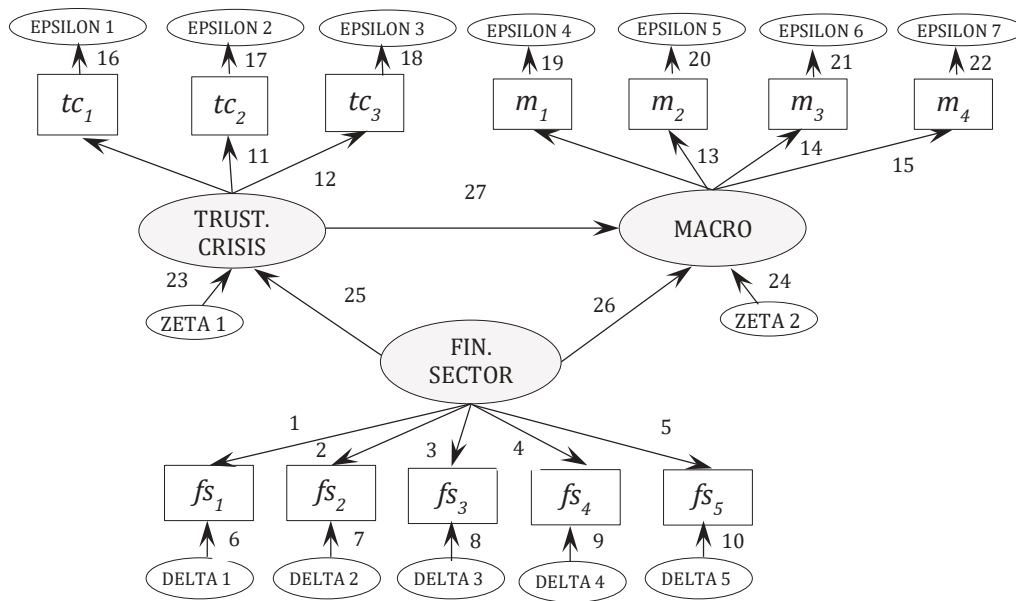 EPSILON 1 EPSILON 2 EPSILON 3 EPSILON 4 EPSILON 5 EPSILON 6 EPSILON 7
16 17 18 19 20 21 22
tc1 tc2 tc3 m1 m2 m3 m4
11 12 13 14 15
27
TRUST.
CRISIS
MACRO
23 25 26 24
ZETA 1 ZETA 2
FIN.
SECTOR
1 2 3 4 5
fs1 fs2 fs3 fs4 fs5
6 7 8 9 10
DELTA 1 DELTA 2 DELTA 3 DELTA 4 DELTA 5